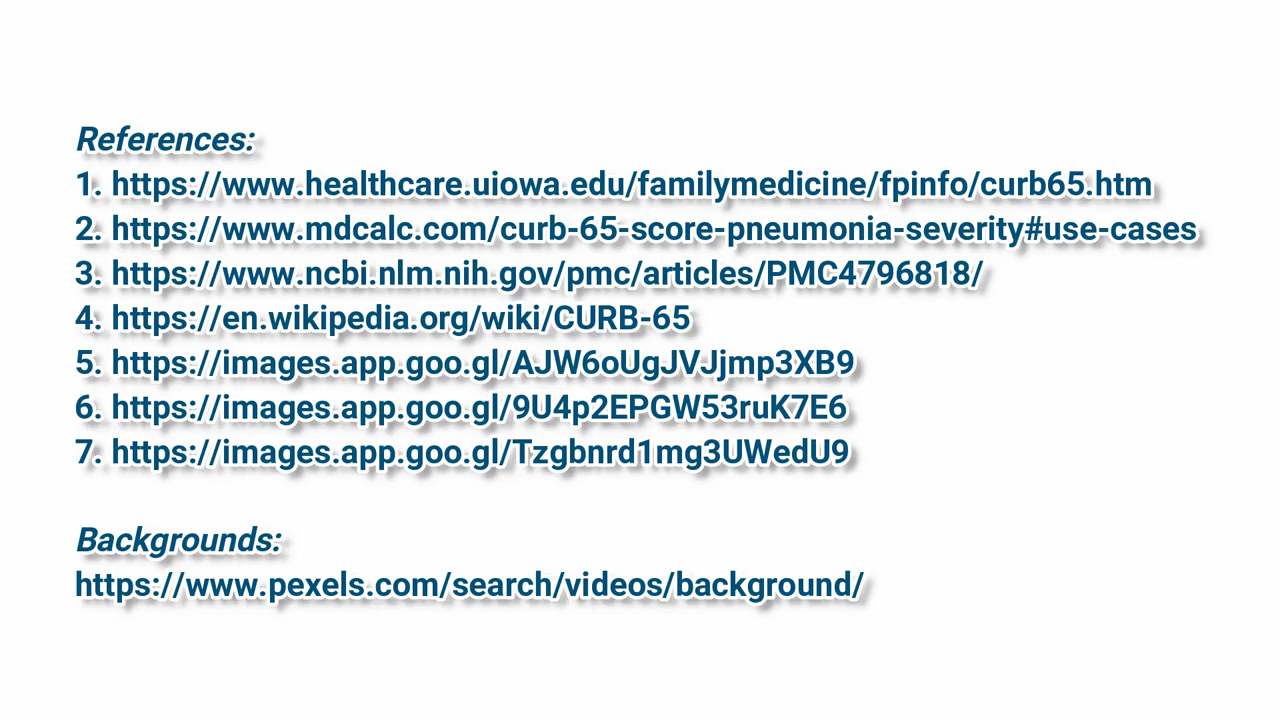 References:
1. https://www.healthcare.uiowa.edu/familymedicine/fpinfo/curb65.htm
2. https://www.mdcalc.com/curb-65-score-pneumonia-severity#use-cases
3. https://www.ncbi.nlm.nih.gov/pmc/articles/PMC4796818/
4. https://en.wikipedia.org/wiki/CURB-65
5. https://images.app.goo.gl/AJW6oUgJVJjmp3XB9
6. https://images.app.goo.gl/9U4p2EPGW53ruK7E6
7. https://images.app.goo.gl/Tzgbnrd1mg3UWedU9
Backgrounds:
https://www.pexels.com/search/videos/background/